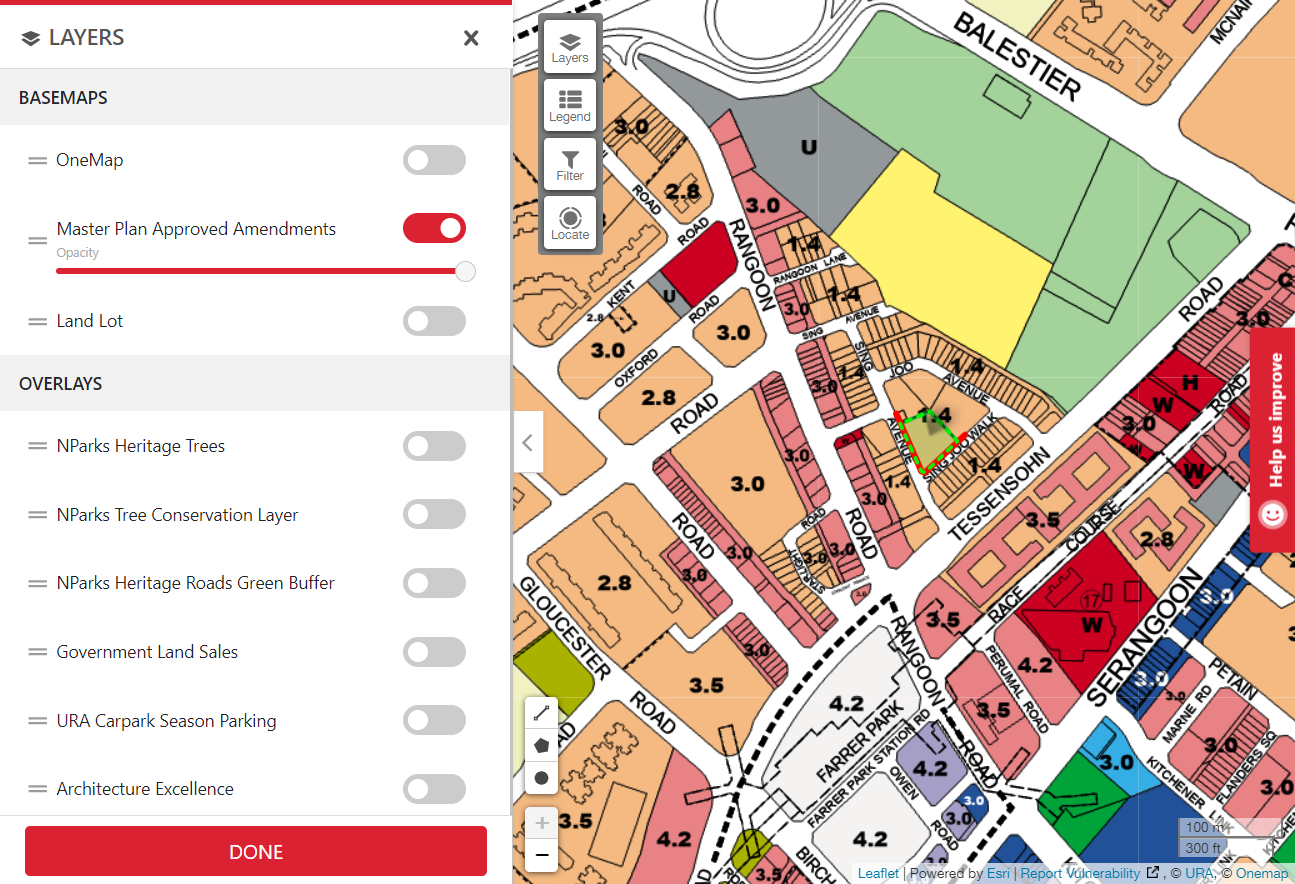 LAYERS
BASEMAPS
OneMap
Master Plan Approved Amendments
Opacity
Land Lot
OVERLAYS
NParks Heritage Trees
NParks Tree Conservation Layer
NParks Heritage Roads Green Buffer
Government Land Sales
URA Carpark Season Parking
Architecture Excellence
DONE
Layers
Legend
Filter
Locate
BALESTIER
MCNAIR
3.0
U
2.8
ROAD
3.0
ROAD
RANGOON
1.4
RANGOON LANE
KENT
U
ROAD
1.4
ROAD
2.8
3.0
AVENUE
SING
3.0
3.0
OXFORD
SING
JOO
1.4
AVENUE
3.0
1.4
3.0
H
W
ROAD
2.8
ROAD
1.4
3.0
AVENUE
SING JOO WALK
W
3.0
1.4
W
3.0
1.4
3.0
TESSENSOHN
ROAD
ROAD
ROAD
3.5
COURSE
2.8
3.0
3.0
3.0
STARLIGHT
STARLIGHT TERRACE
3.0
2.8
3.0
GLOUCESTER
RANGOON
3.5
RACE
17
W
3.0
SERANGOON
3.0
4.2
PERUMAL ROAD
3.0
3.0
PETAIN
3.5
ROAD
4.2
FARRER PARK
3.5
MARNE RD
FARRER PARK STATION RD
ROAD
3.0
FLANDERS SQ
4.2
OWEN
3.0
KITCHENER
LINK
3.0
3.5
4.2
3.0
3.0
ROAD
4.2
BIRCH
3.5
3.0
100 m
300 ft
Help us improve
Leaflet | Powered by Esri | Report Vulnerability , © URA, © Onemap